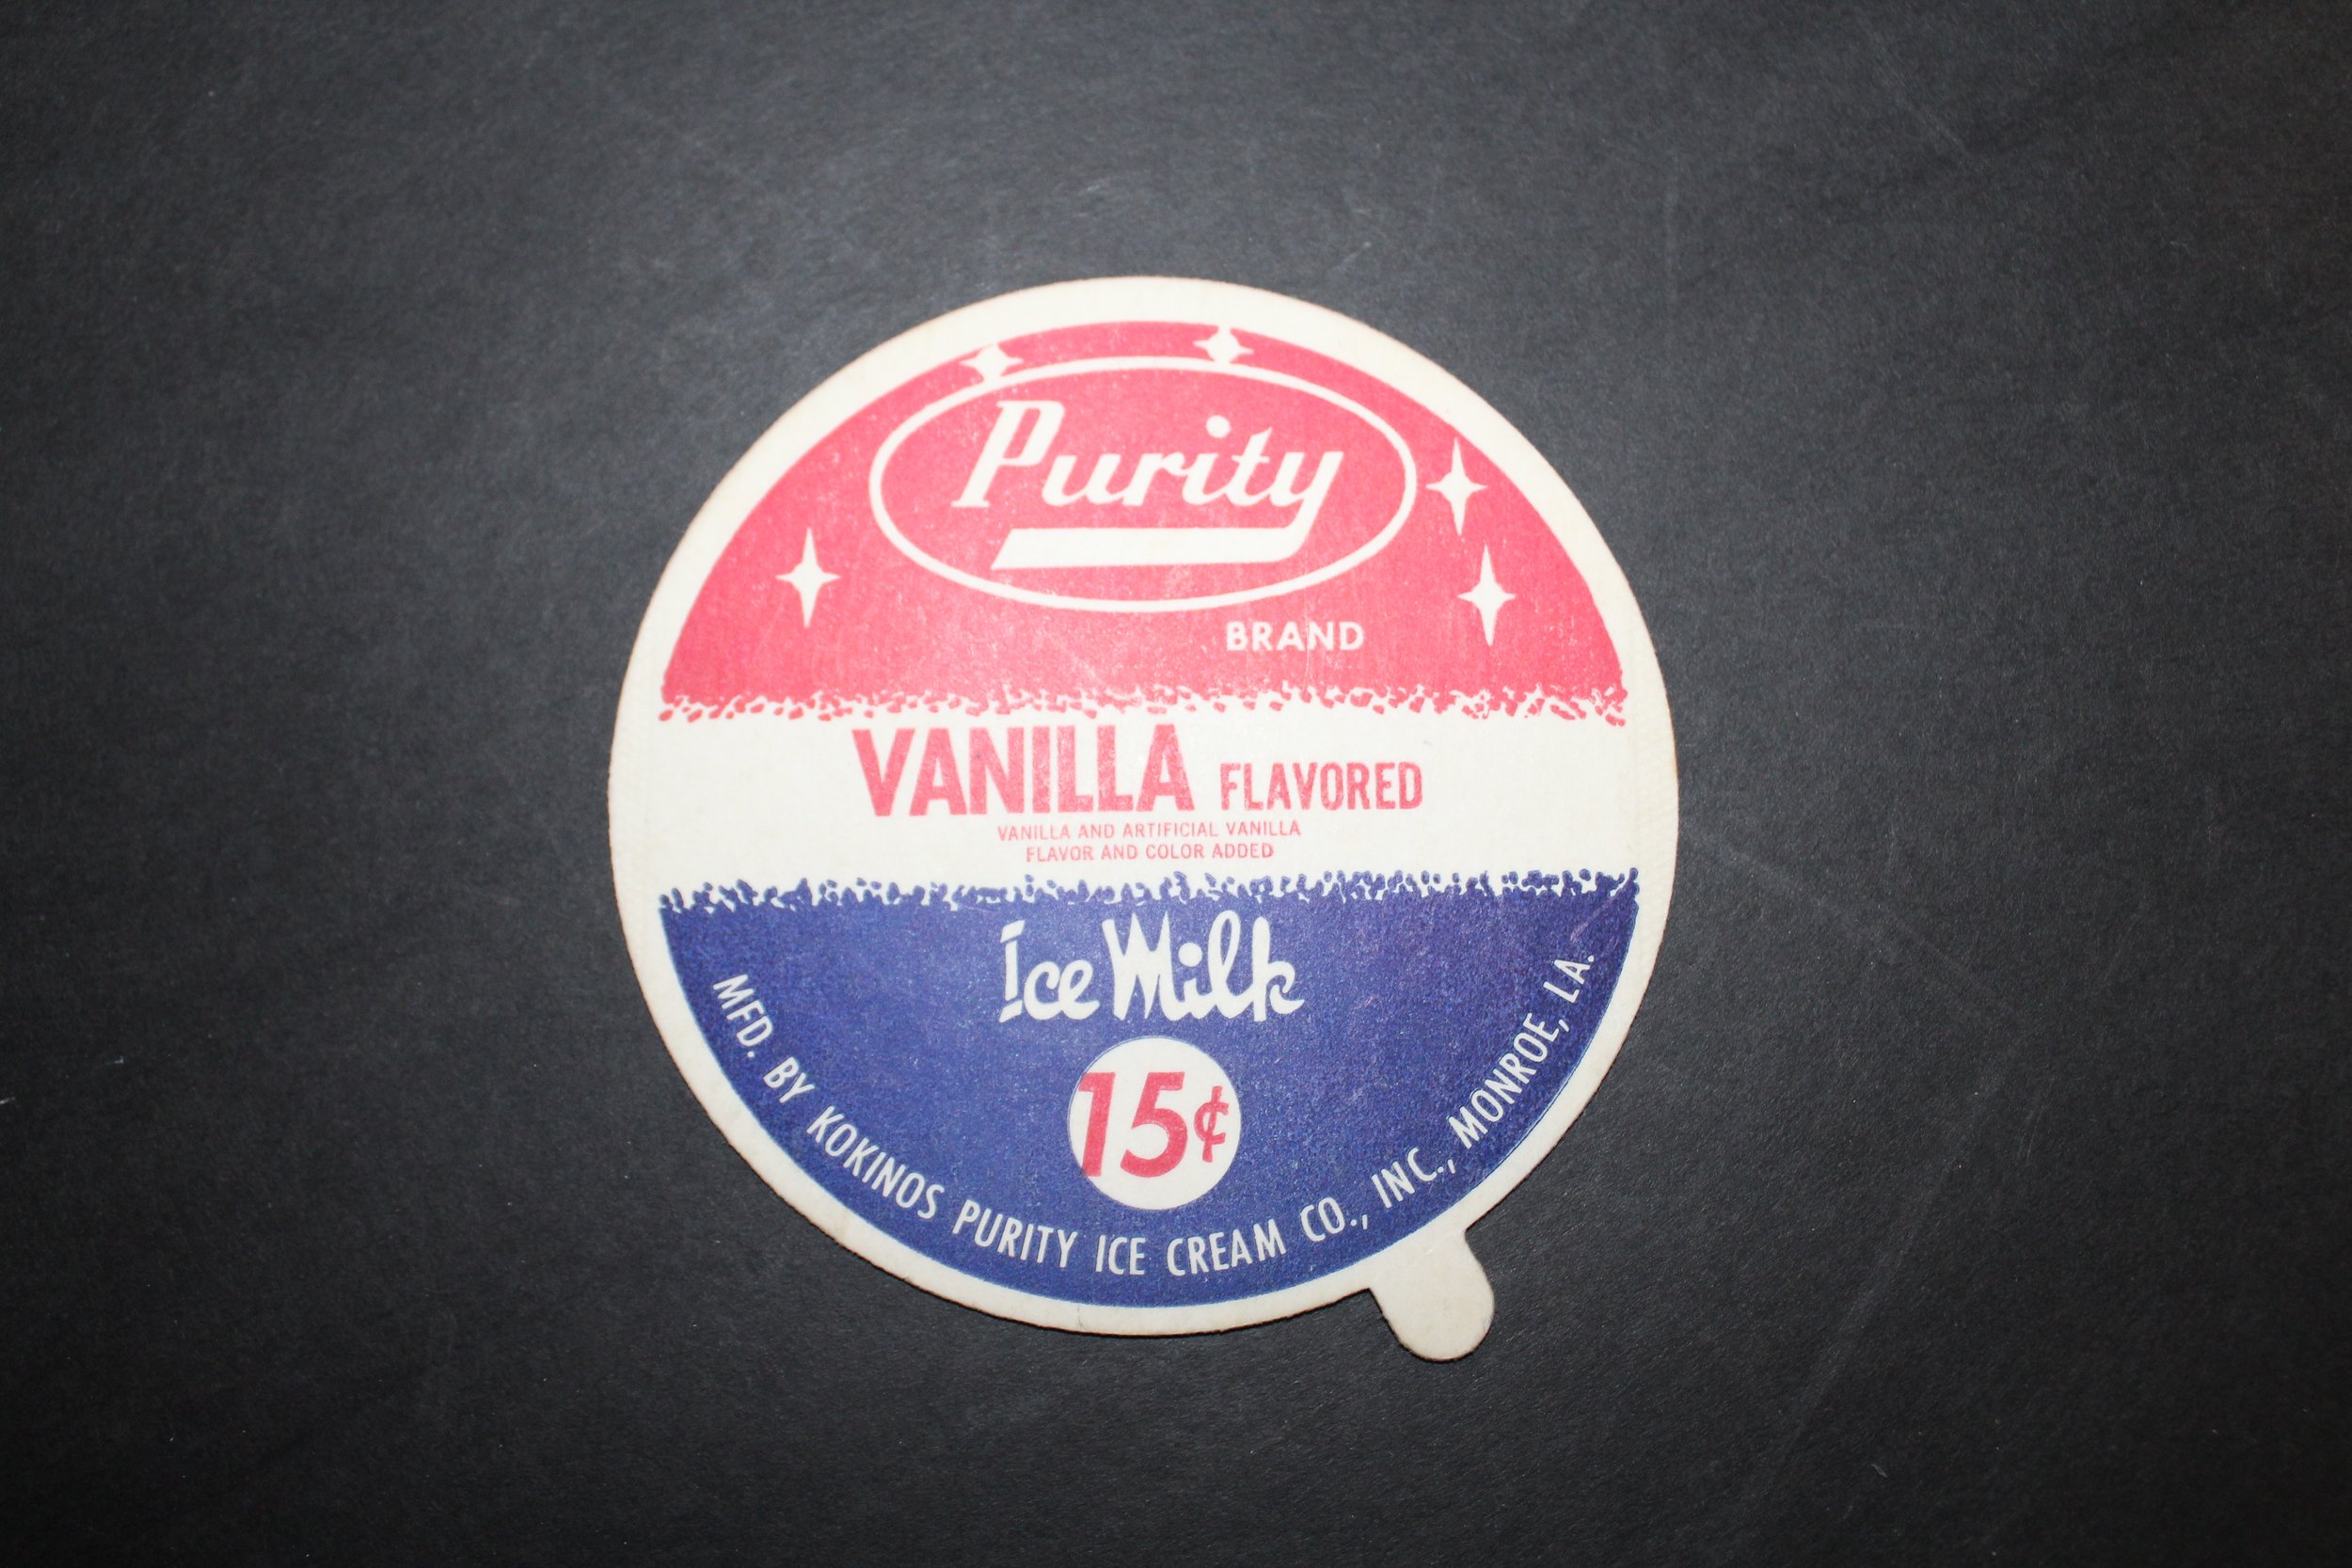 Purity
BRAND
VANILLA FLAVORED
VANILLA AND ARTIFICIAL VANILLA
FLAVOR AND COLOR ADDED
Ice Milk
15¢
MFD. BY KOKINOS PURITY ICE CREAM CO., INC., MONROE, LA.